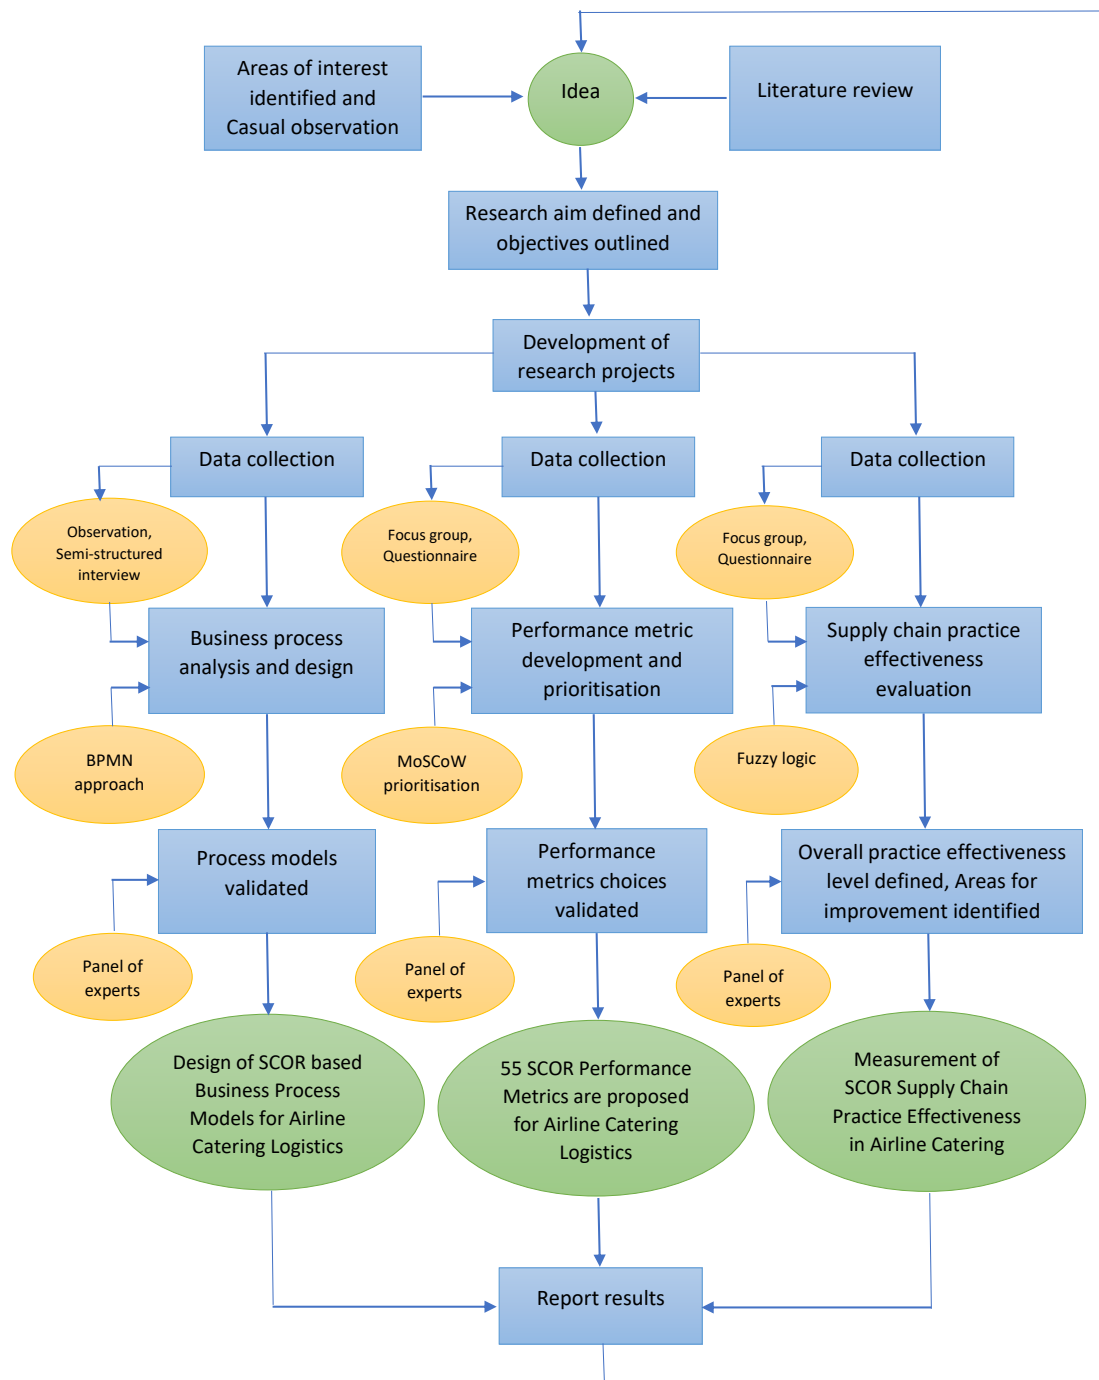 Areas of interest
identified and
Casual observation
Idea
Literature review
Research aim defined and
objectives outlined
Development of
research projects
Data collection
Data collection
Data collection
Observation,
Semi-structured
interview
Focus group,
Questionnaire
Focus group,
Questionnaire
Business process
analysis and design
Performance metric
development and
prioritisation
Supply chain practice
effectiveness
evaluation
BPMN
approach
MoSCoW
prioritisation
Fuzzy logic
Process models
validated
Performance
metrics choices
validated
Overall practice effectiveness
level defined, Areas for
improvement identified
Panel of
experts
Panel of
experts
Panel of
experts
Design of SCOR based
Business Process
Models for Airline
Catering Logistics
55 SCOR Performance
Metrics are proposed
for Airline Catering
Logistics
Measurement of
SCOR Supply Chain
Practice Effectiveness
in Airline Catering
Report results